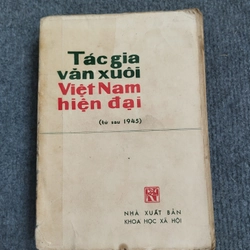 Tác gia
văn xuôi
Việt Nam
hiện đại
(từ sau 1945)
NHÀ XUẤT BẢN
KHOA HỌC XÃ HỘI